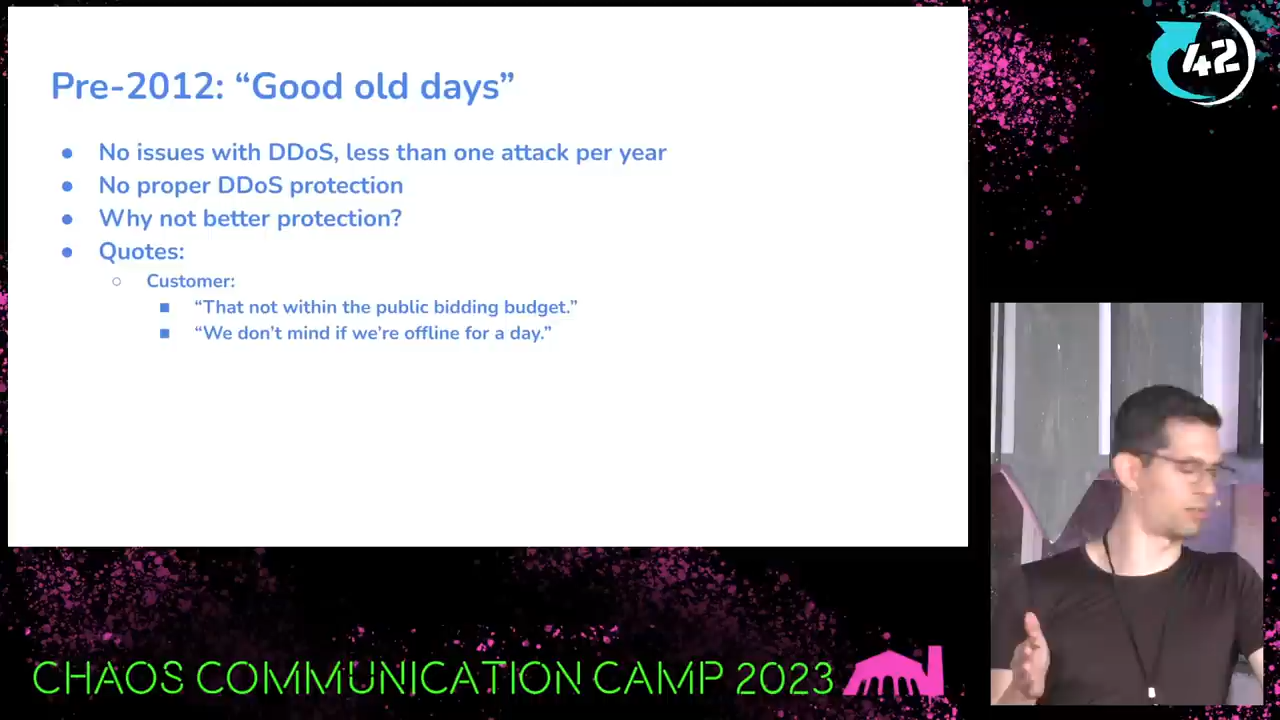 Pre-2012: “Good old days”
No issues with DDoS, less than one attack per year
No proper DDoS protection
Why not better protection?
Quotes:
Customer:
“That not within the public bidding budget.”
“We don’t mind if we’re offline for a day.”
42
CHAOS COMMUNICATION CAMP 2023